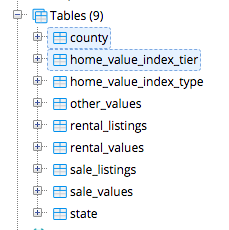 Tables (9)
county
home_value_index_tier
home_value_index_type
other_values
rental_listings
rental_values
sale_listings
sale_values
state